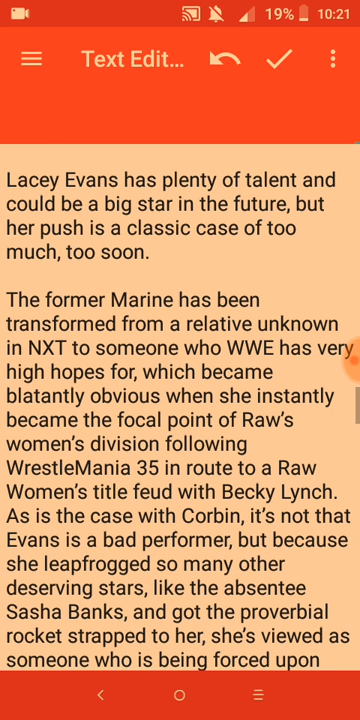 19% 10:21
Text Edit...
Lacey Evans has plenty of talent and
could be a big star in the future, but
her push is a classic case of too
much, too soon.
The former Marine has been
transformed from a relative unknown
in NXT to someone who WWE has very
high hopes for, which became
blatantly obvious when she instantly
became the focal point of Raw’s
women’s division following
WrestleMania 35 in route to a Raw
Women’s title feud with Becky Lynch.
As is the case with Corbin, it’s not that
Evans is a bad performer, but because
she leapfrogged so many other
deserving stars, like the absentee
Sasha Banks, and got the proverbial
rocket strapped to her, she’s viewed as
someone who is being forced upon